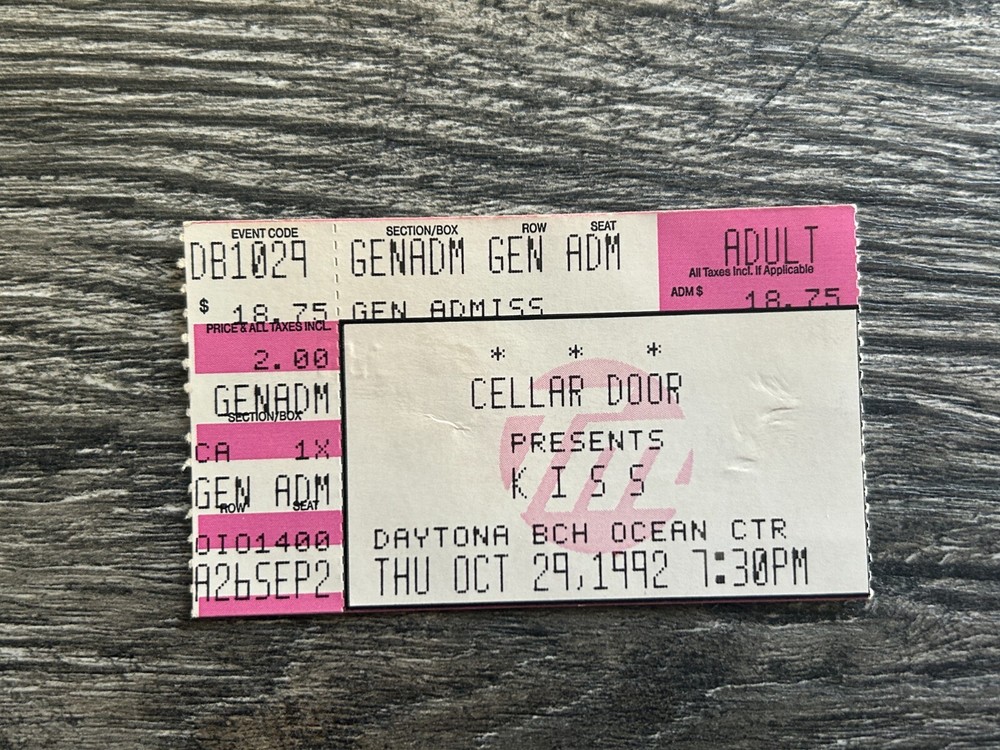 EVENT CODE SECTION/BOX ROW SEAT
DB1029 GENADM GEN ADM ADULT
All Taxes Incl. If Applicable
$ 18.75 GEN ADMISS ADM $ 18.75
PRICE & ALL TAXES INCL.
2.00
GENADM
SECTION/BOX
CA 1X
GEN ADM
ROW SEAT
OIO1400
A26SEP2
* * *
CELLAR DOOR
PRESENTS
K I S S
DAYTONA BCH OCEAN CTR
THU OCT 29,1992 7:30PM